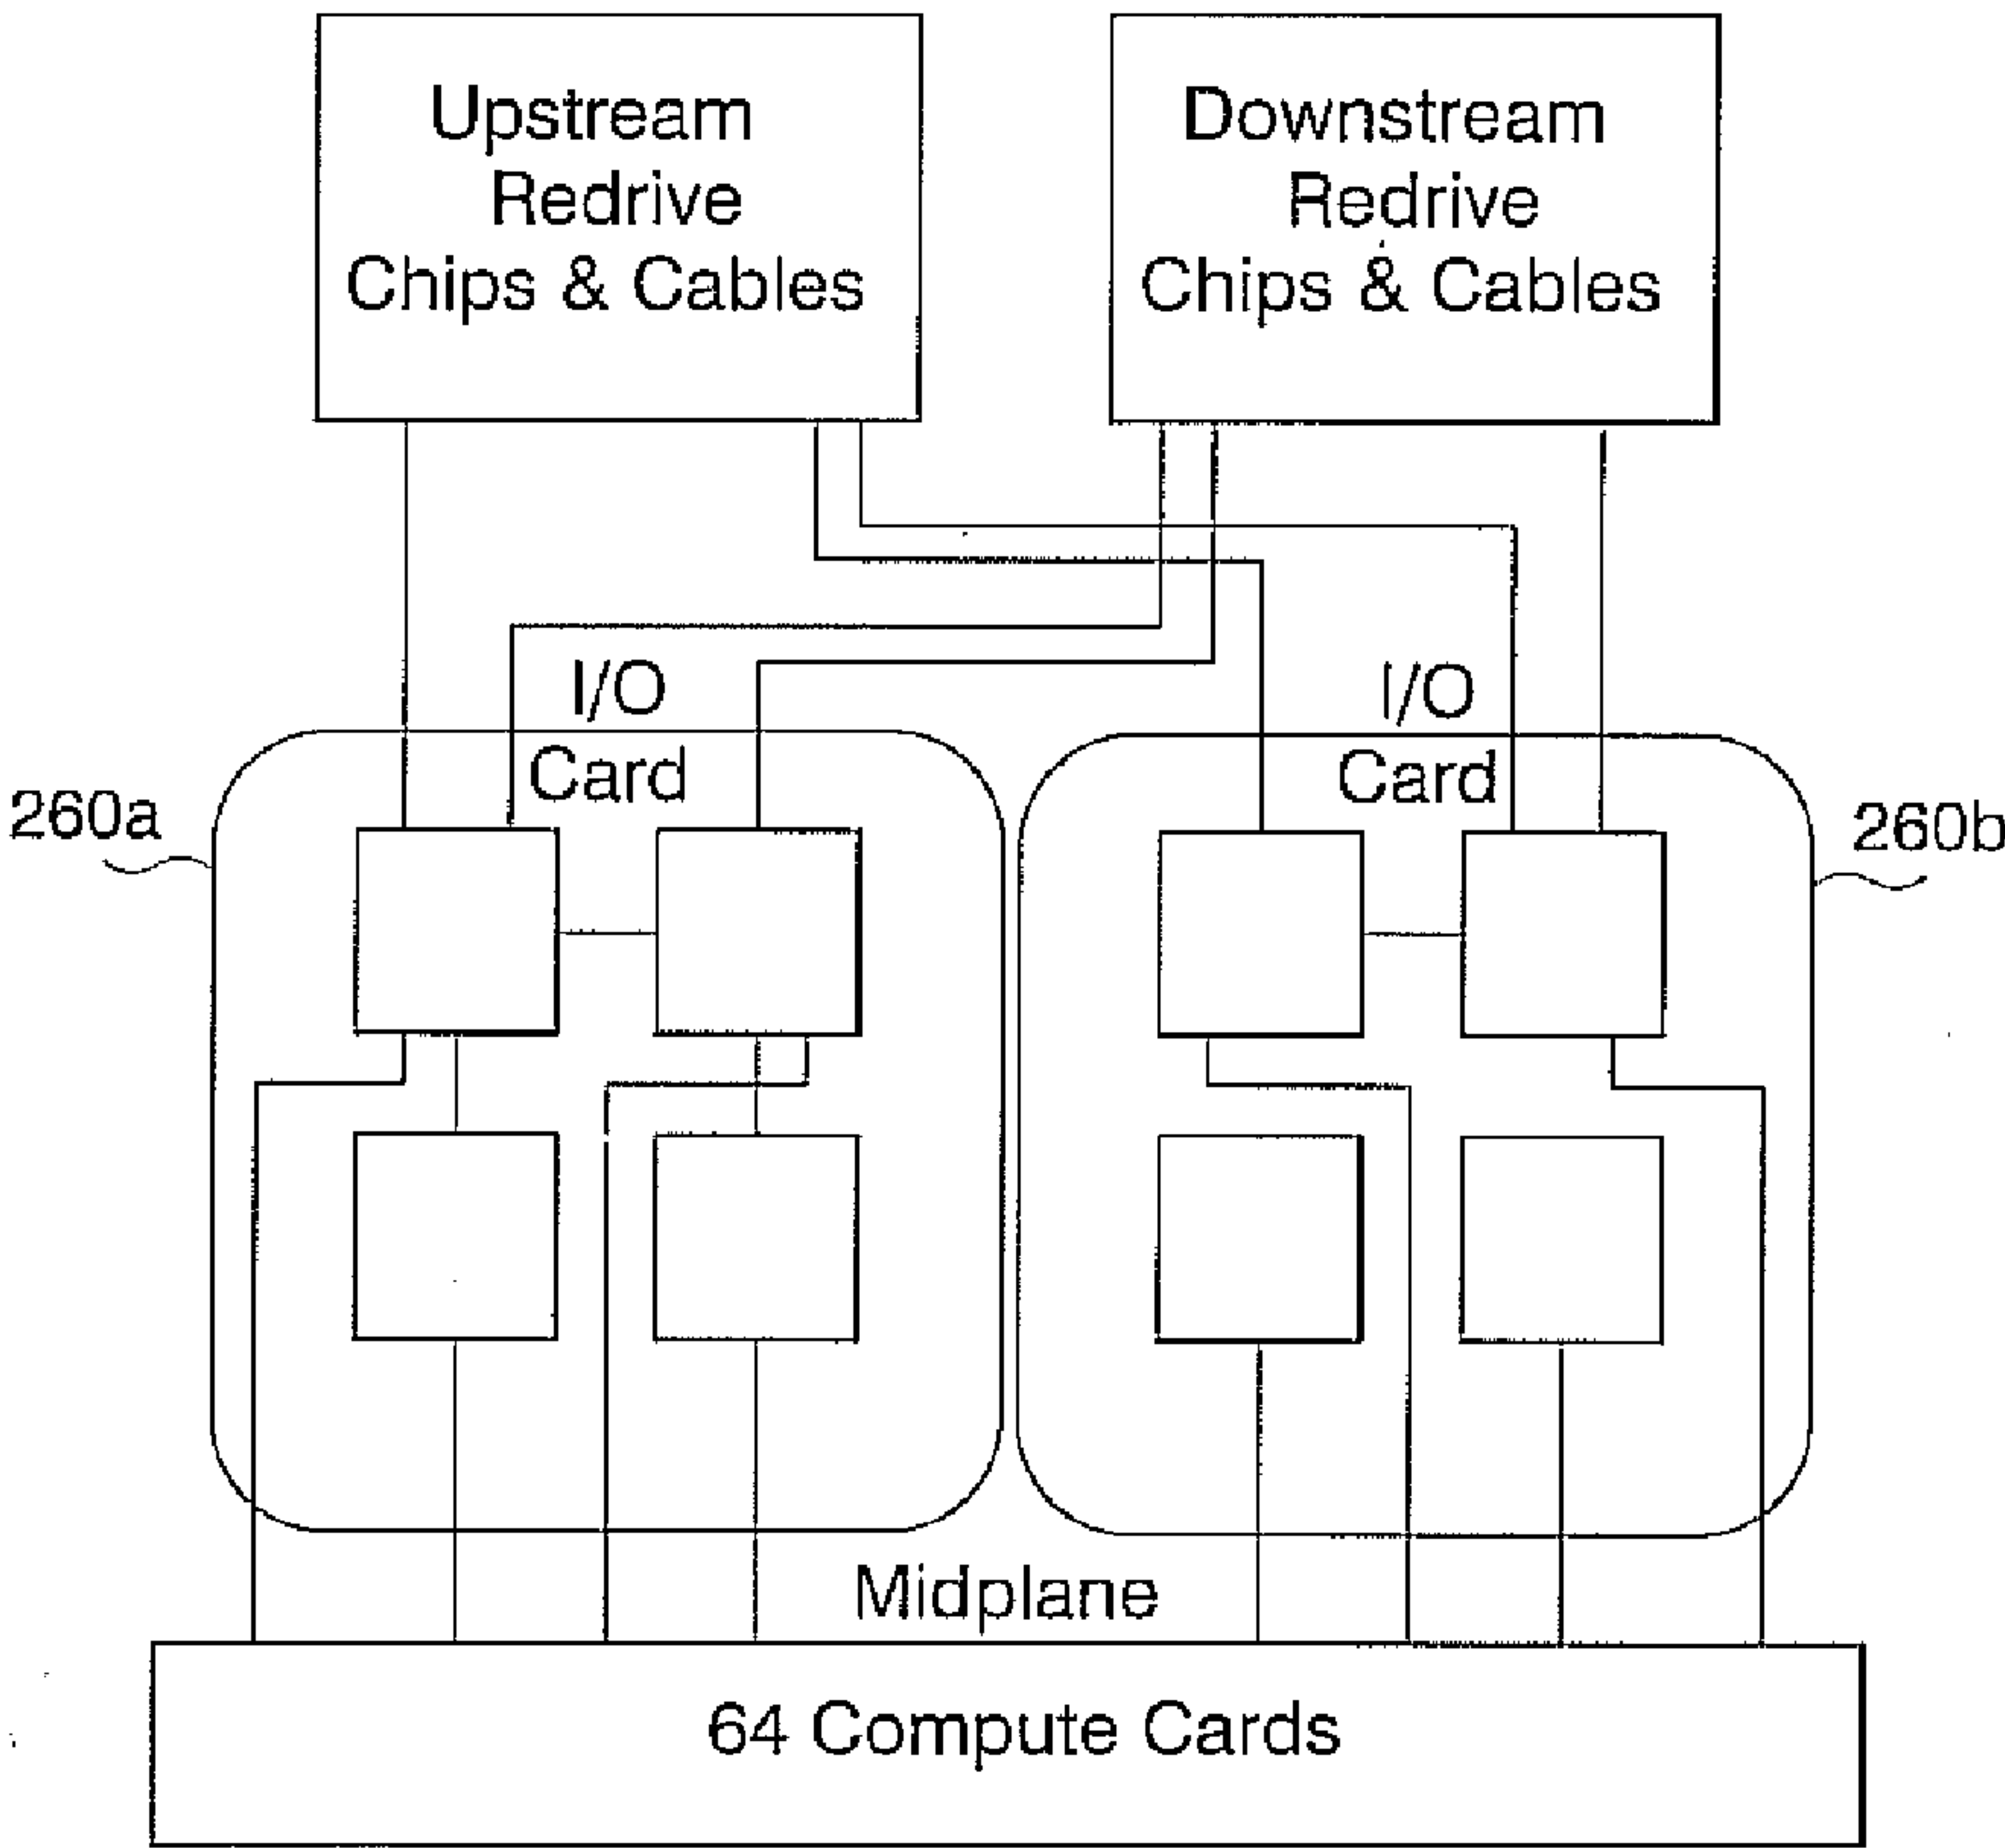 Upstream
Redrive
Chips & Cables
Downstream
Redrive
Chips & Cables
I/O
Card
I/O
Card
260a
260b
Midplane
64 Compute Cards